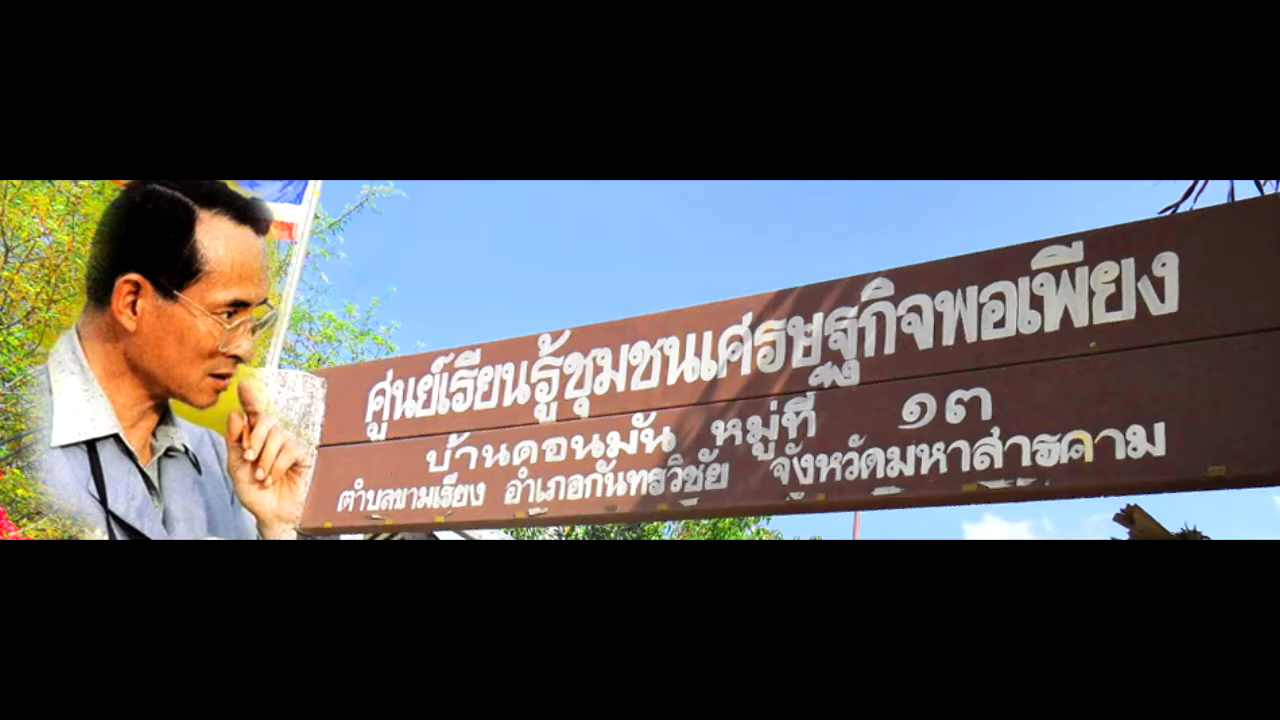 ศูนย์เรียนรู้ชุมชนเศรษฐกิจพอเพียง
บ้านดอนมัน หมู่ที่ ๑๓
ตำบลขามเรียง อำเภอกันทรวิชัย จังหวัดมหาสารคาม